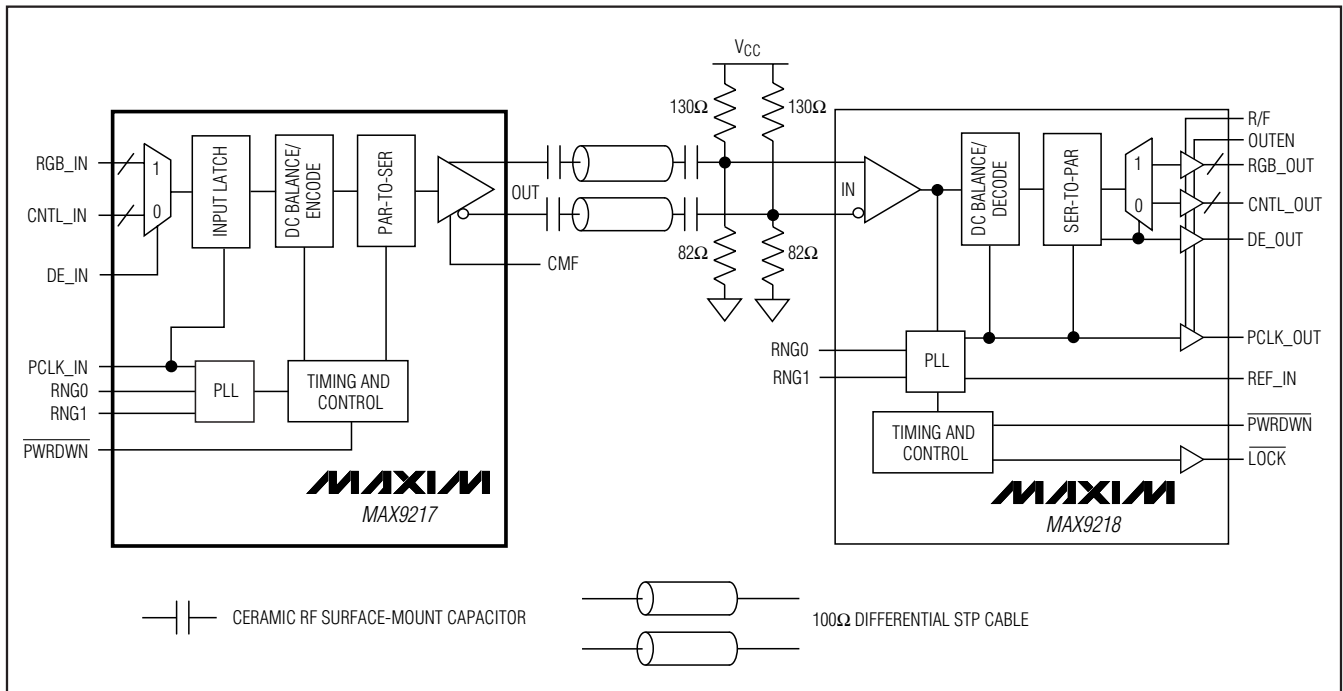 VCC
130Ω
130Ω
82Ω
82Ω
RGB_IN
CNTL_IN
DE_IN
PCLK_IN
RNG0
RNG1
PWRDWN
1
0
INPUT LATCH
DC BALANCE/
ENCODE
PAR-TO-SER
PLL
TIMING AND
CONTROL
OUT
CMF
MAXIM
MAX9217
IN
DC BALANCE/
DECODE
SER-TO-PAR
1
0
RNG0
RNG1
PLL
TIMING AND
CONTROL
R/F
OUTEN
RGB_OUT
CNTL_OUT
DE_OUT
PCLK_OUT
REF_IN
PWRDWN
LOCK
MAXIM
MAX9218
CERAMIC RF SURFACE-MOUNT CAPACITOR
100Ω DIFFERENTIAL STP CABLE